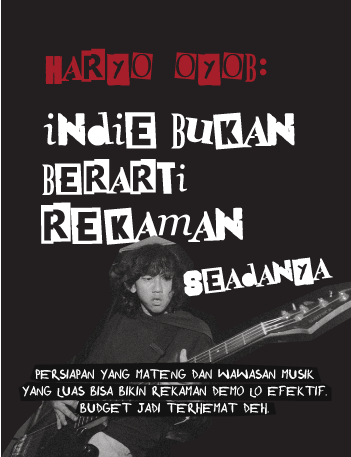 HARYO OYOB:
iNdiE BUKAN
BERARTi
REKAmAN
SEAdANYA
PERSIAPAN YANG MATENG DAN WAWASAN MUSIK
YANG LUAS BISA BIKIN REKAMAN DEMO LO EFEKTIF.
BUDGET JADI TERHEMAT DEH.